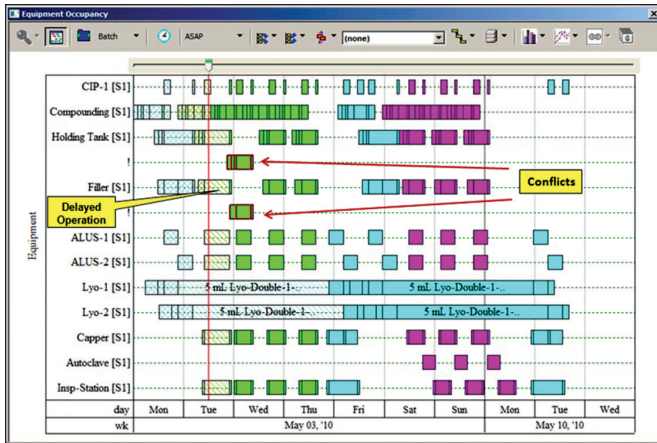 Equipment Occupancy
Batch
ASAP
(none)
CIP-1 [S1]
Compounding [S1]
Holding Tank [S1]
!
Conflicts
Filler [S1]
Delayed
Operation
!
Equipment
ALUS-1 [S1]
ALUS-2 [S1]
Lyo-1 [S1] 5 mL Lyo-Double-1-.. 5 mL Lyo-Double-1-..
Lyo-2 [S1] 5 mL Lyo-Double-1-.. 5 mL Lyo-Double-1-..
Capper [S1]
Autoclave [S1]
Insp-Station [S1]
day Mon Tue Wed Thu Fri Sat Sun Mon Tue Wed
wk May 03, '10 May 10, '10